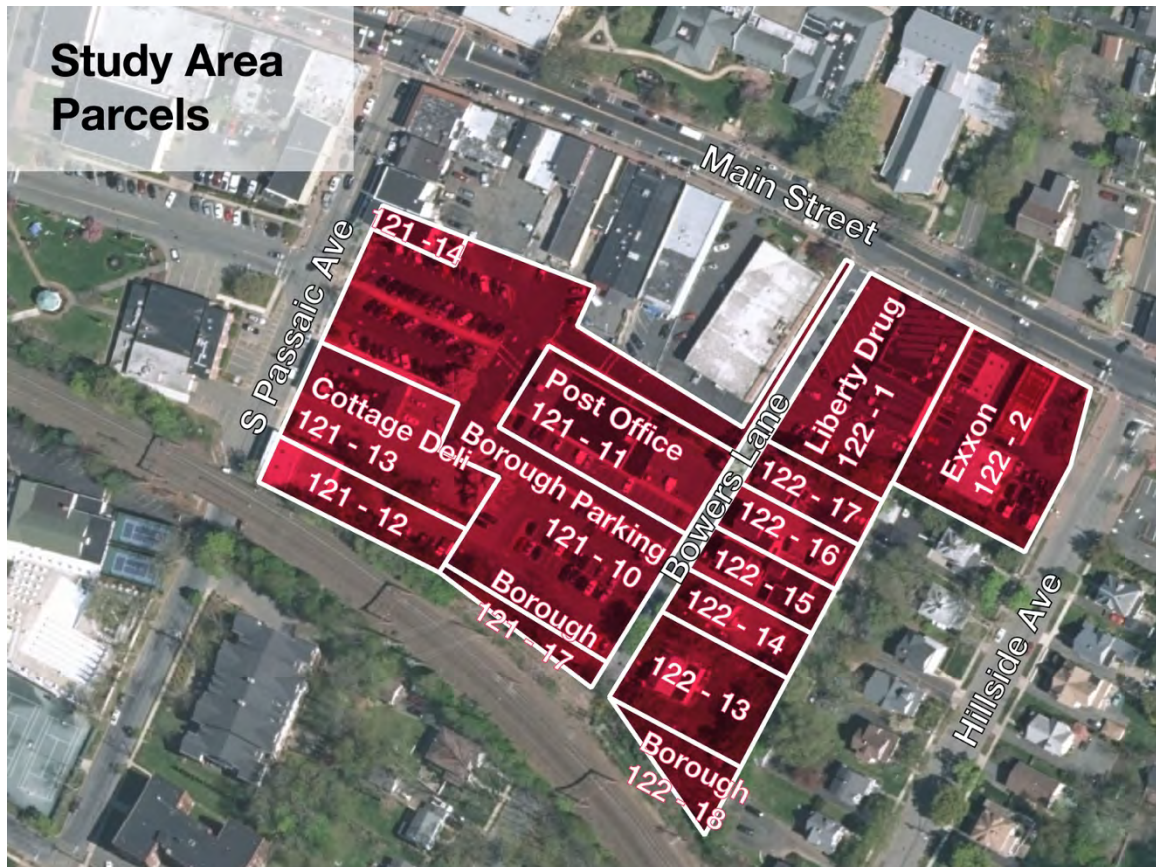 Study Area
Parcels
Main Street
S Passaic Ave
121 -14
Liberty Drug
122 - 1
Exxon
122 - 2
Post Office
121 - 11
Cottage Deli
121 - 13
Borough Parking
121 - 10
121 - 12
Bowers Lane
122 - 17
122 - 16
122 - 15
122 - 14
Borough
121 - 17
122 - 13
Hillside Ave
Borough
122 - 18